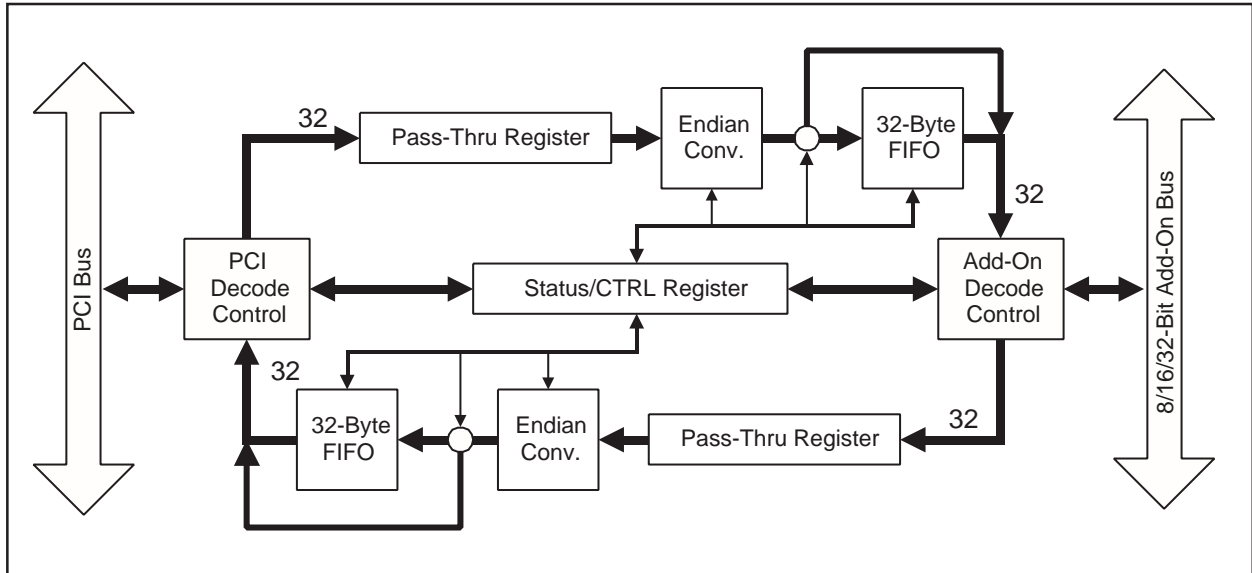 32
Pass-Thru Register
Endian
Conv.
32-Byte
FIFO
32
PCI Bus
PCI
Decode
Control
Status/CTRL Register
Add-On
Decode
Control
8/16/32-Bit Add-On Bus
32
32-Byte
FIFO
Endian
Conv.
Pass-Thru Register
32